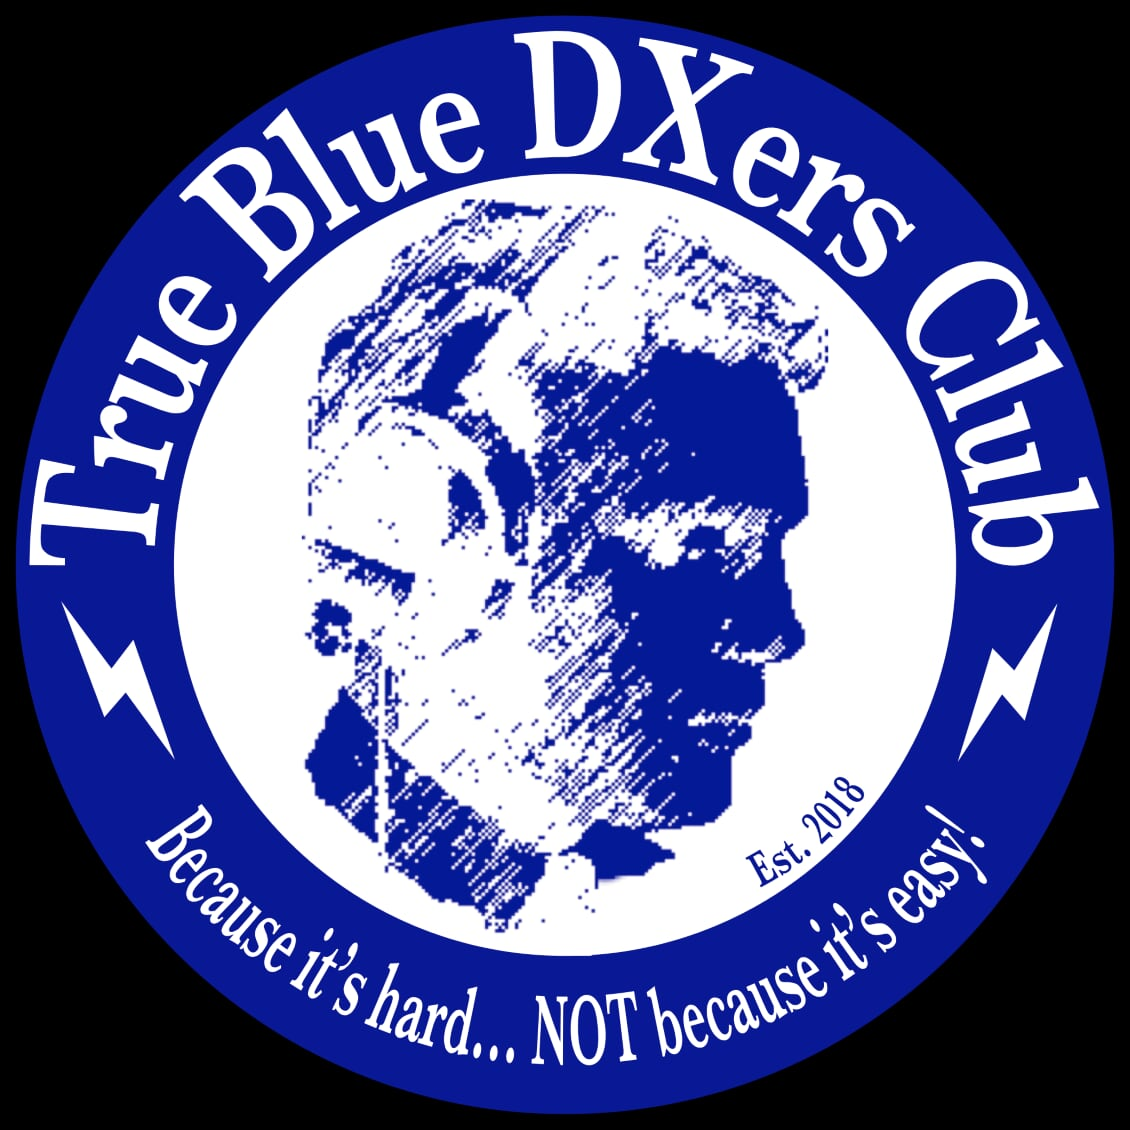 True Blue DXers Club
Est. 2018
Because it's hard... NOT because it's easy!